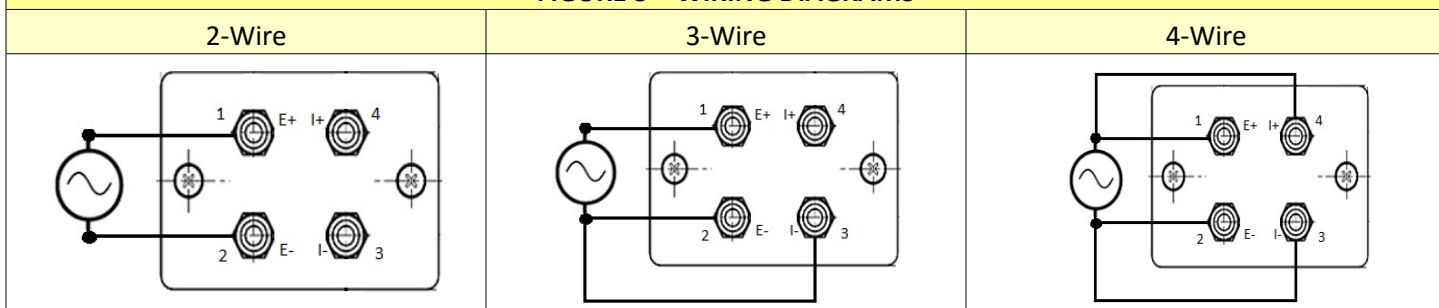 2-Wire 3-Wire 4-Wire
1 E+ I+ 4
2 E- I- 3
1 E+ I+ 4
2 E- I- 3
1 E+ I+ 4
2 E- I- 3